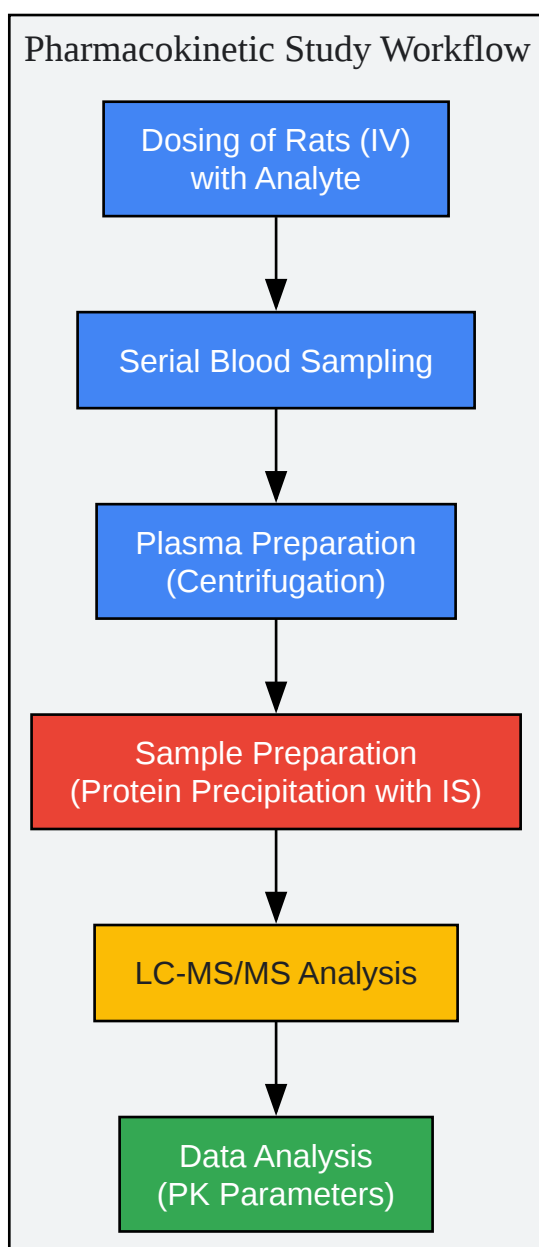 Pharmacokinetic Study Workflow
Dosing of Rats (IV)
with Analyte
Serial Blood Sampling
Plasma Preparation
(Centrifugation)
Sample Preparation
(Protein Precipitation with IS)
LC-MS/MS Analysis
Data Analysis
(PK Parameters)